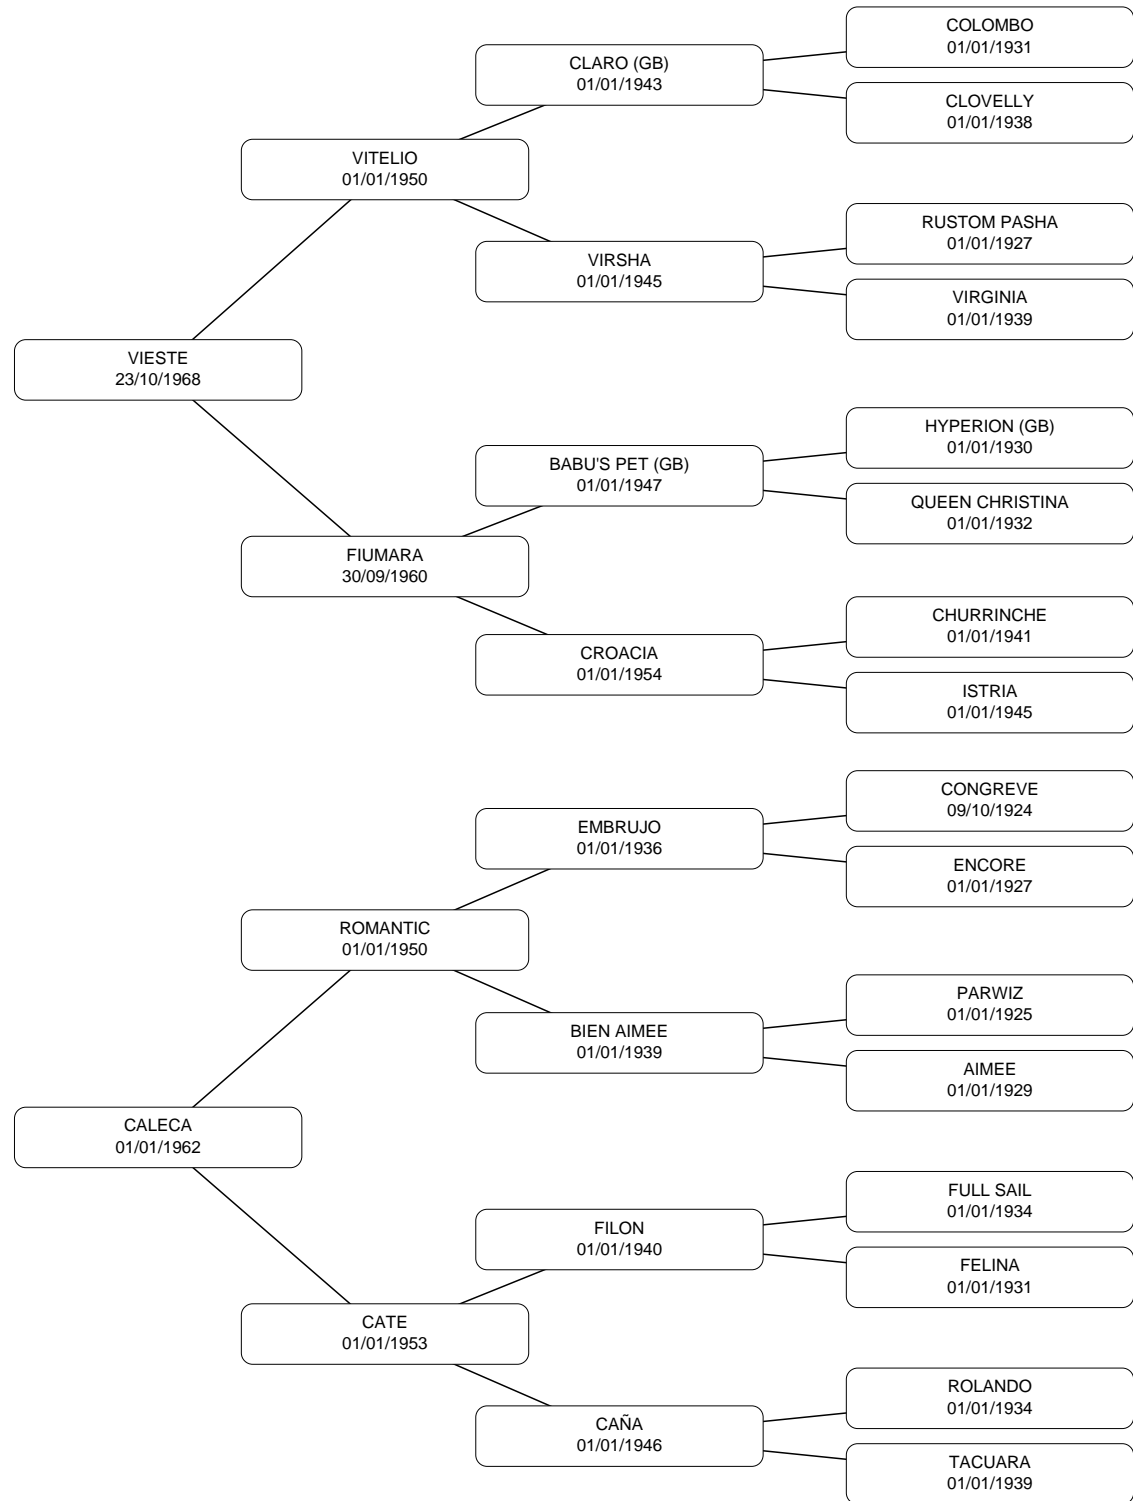 COLOMBO
01/01/1931
CLARO (GB)
01/01/1943
CLOVELLY
01/01/1938
VITELIO
01/01/1950
RUSTOM PASHA
01/01/1927
VIRSHA
01/01/1945
VIRGINIA
01/01/1939
VIESTE
23/10/1968
HYPERION (GB)
01/01/1930
BABU'S PET (GB)
01/01/1947
QUEEN CHRISTINA
01/01/1932
FIUMARA
30/09/1960
CHURRINCHE
01/01/1941
CROACIA
01/01/1954
ISTRIA
01/01/1945
CONGREVE
09/10/1924
EMBRUJO
01/01/1936
ENCORE
01/01/1927
ROMANTIC
01/01/1950
PARWIZ
01/01/1925
BIEN AIMEE
01/01/1939
AIMEE
01/01/1929
CALECA
01/01/1962
FULL SAIL
01/01/1934
FILON
01/01/1940
FELINA
01/01/1931
CATE
01/01/1953
ROLANDO
01/01/1934
CAÑA
01/01/1946
TACUARA
01/01/1939